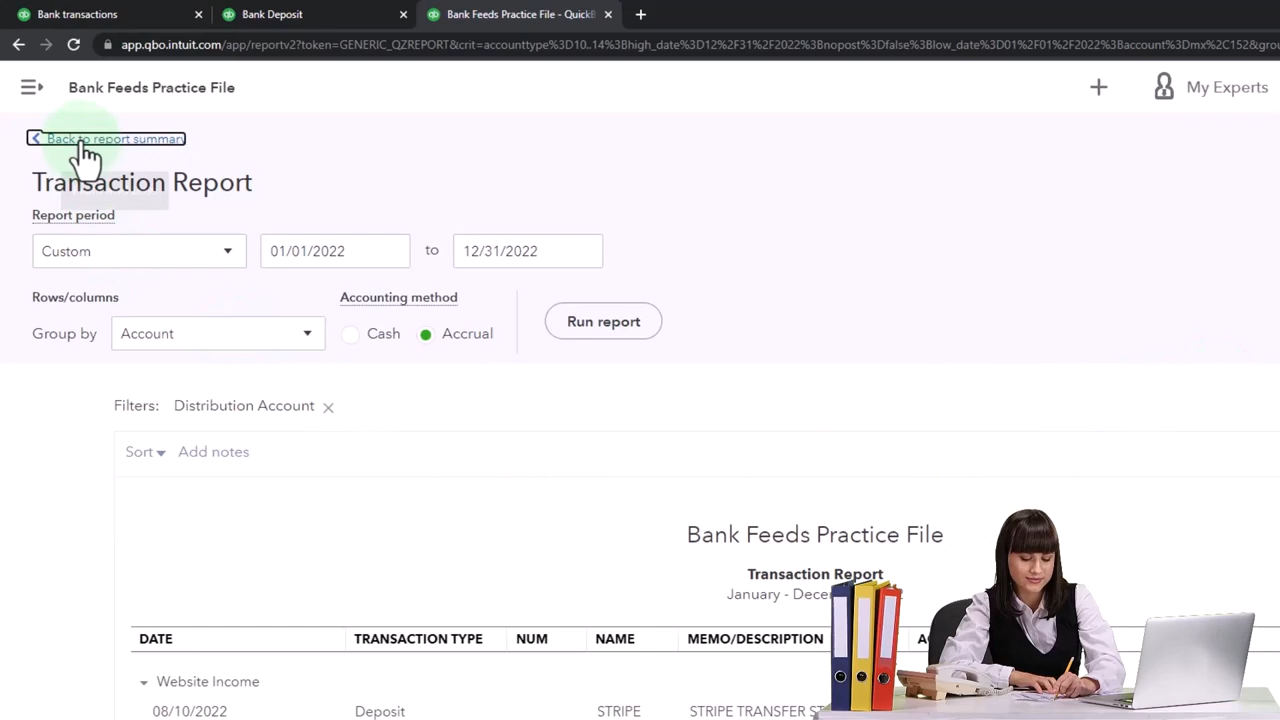 Bank transactions Bank Deposit Bank Feeds Practice File - QuickB
app.qbo.intuit.com/app/reportv2?token=GENERIC_QZREPORT&crit=accounttype%3D10..14%3Bhigh_date%3D12%2F31%2F2022%3Bnopost%3Dfalse%3Blow_date%3D01%2F01%2F2022%3Baccount%3Dmx%2C152&grou
Bank Feeds Practice File My Experts
Back to report summary
Transaction Report
Report period
Custom 01/01/2022 to 12/31/2022
Rows/columns Accounting method
Group by Account Cash Accrual Run report
Filters: Distribution Account
Sort Add notes
Bank Feeds Practice File
Transaction Report
January - Dece
DATE TRANSACTION TYPE NUM NAME MEMO/DESCRIPTION
Website Income
08/10/2022 Deposit STRIPE STRIPE TRANSFER ST